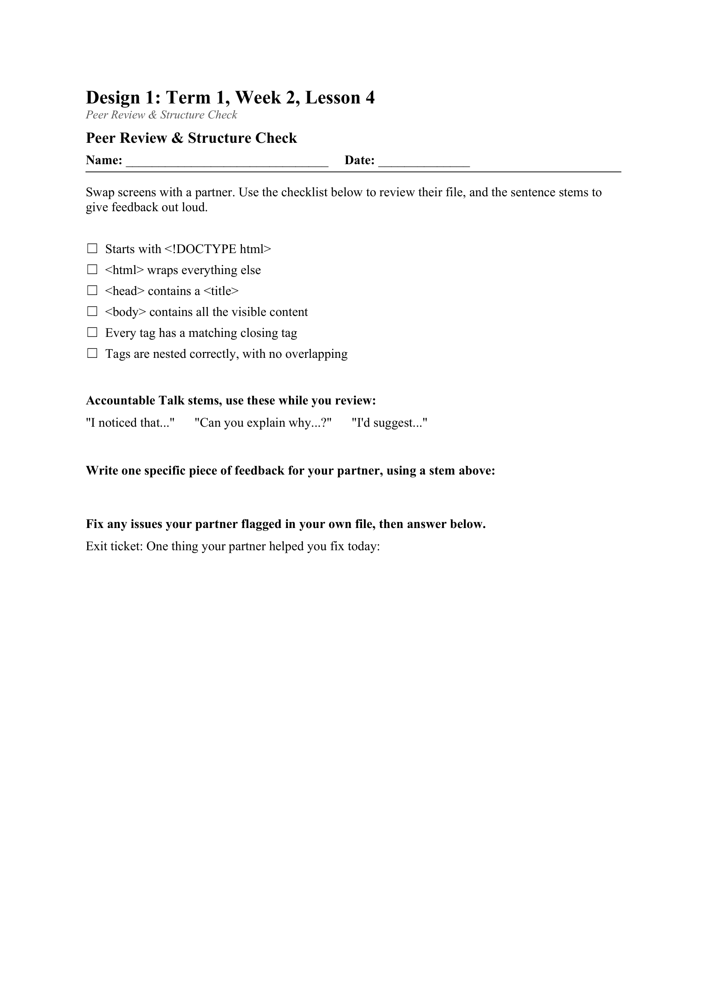 Design 1: Term 1, Week 2, Lesson 4
Peer Review & Structure Check
Peer Review & Structure Check
Name: _______________________________ Date: ______________
Swap screens with a partner. Use the checklist below to review their file, and the sentence stems to
give feedback out loud.
☐ Starts with <!DOCTYPE html>
☐ <html> wraps everything else
☐ <head> contains a <title>
☐ <body> contains all the visible content
☐ Every tag has a matching closing tag
☐ Tags are nested correctly, with no overlapping
Accountable Talk stems, use these while you review:
"I noticed that..." "Can you explain why...?" "I'd suggest..."
Write one specific piece of feedback for your partner, using a stem above:
Fix any issues your partner flagged in your own file, then answer below.
Exit ticket: One thing your partner helped you fix today: